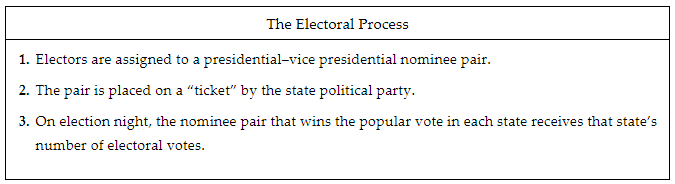 The Electoral Process
1. Electors are assigned to a presidential–vice presidential nominee pair.
2. The pair is placed on a “ticket” by the state political party.
3. On election night, the nominee pair that wins the popular vote in each state receives that state’s
number of electoral votes.